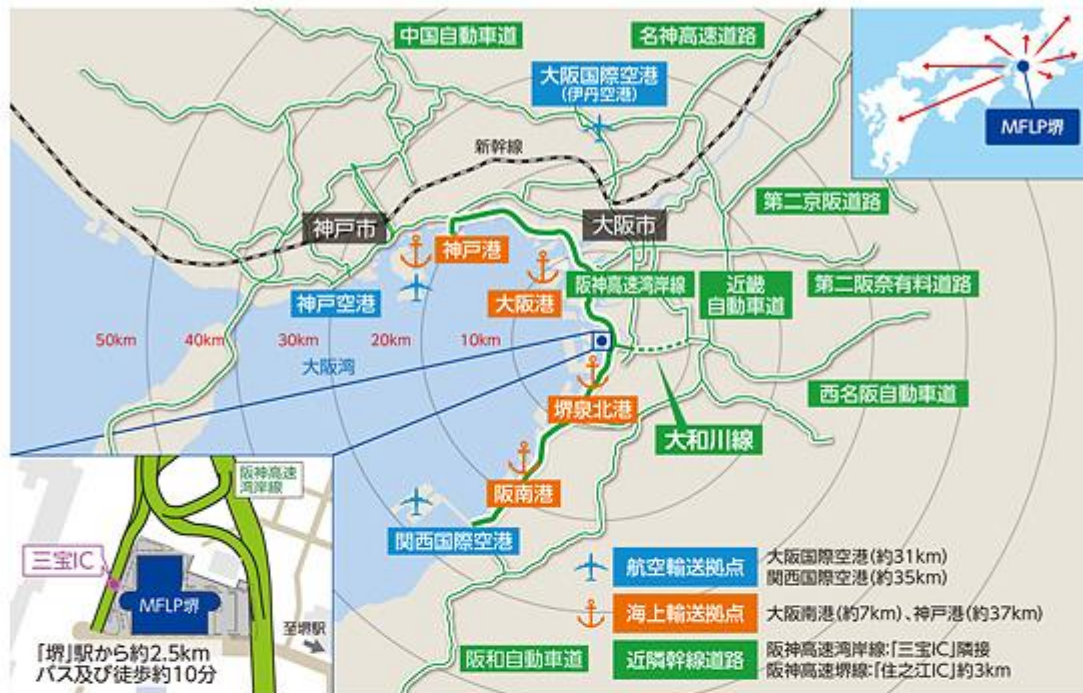 中国自動車道
名神高速道路
大阪国際空港
(伊丹空港)
MFLP堺
新幹線
第二京阪道路
神戸市
大阪市
神戸港
神戸空港
大阪港
阪神高速湾岸線
近畿
自動車道
第二阪奈有料道路
50km
40km
30km
20km
10km
大阪湾
西名阪自動車道
堺泉北港
大和川線
阪南港
関西国際空港
阪神高速
湾岸線
三宝IC
MFLP堺
至堺駅
「堺」駅から約2.5km
バス及び徒歩約10分
阪和自動車道
航空輸送拠点
大阪国際空港(約31km)
関西国際空港(約35km)
海上輸送拠点
大阪南港(約7km)、神戸港(約37km)
近隣幹線道路
阪神高速湾岸線:「三宝IC」隣接
阪神高速堺線:「住之江IC」約3km